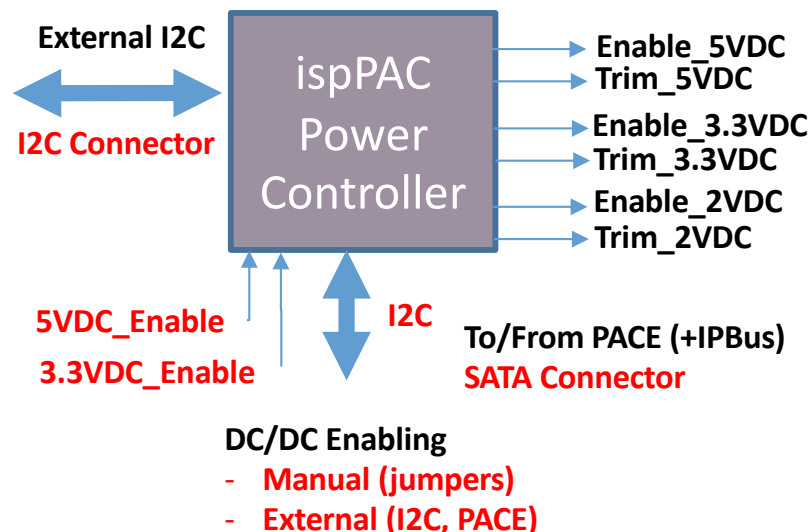 External I2C
I2C Connector
ispPAC
Power
Controller
Enable_5VDC
Trim_5VDC
Enable_3.3VDC
Trim_3.3VDC
Enable_2VDC
Trim_2VDC
5VDC_Enable
3.3VDC_Enable
I2C
To/From PACE (+IPBus)
SATA Connector
DC/DC Enabling
- Manual (jumpers)
- External (I2C, PACE)